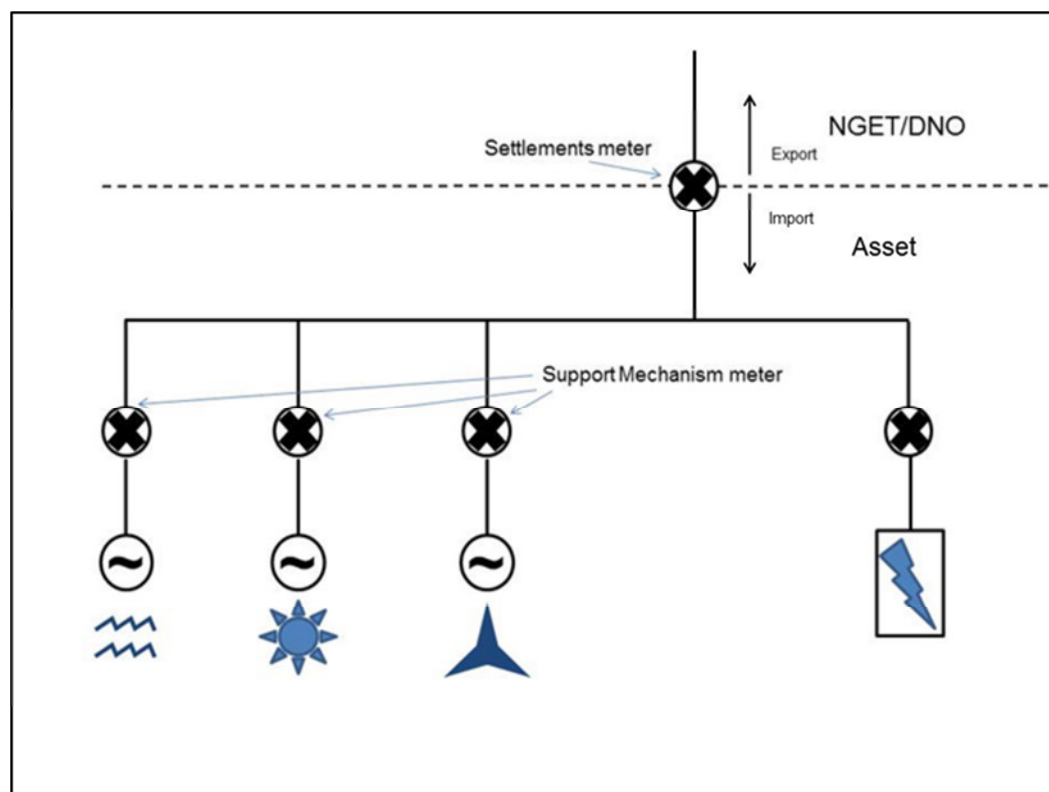 NGET/DNO
Settlements meter
Export
Import
Asset
Support Mechanism meter